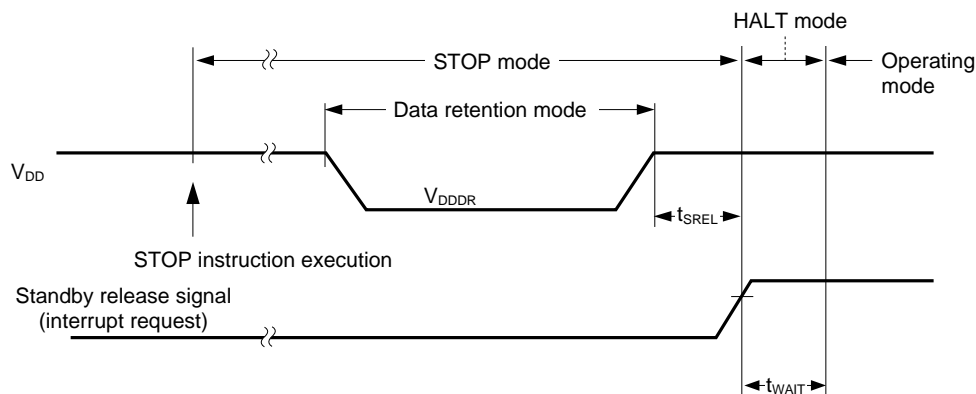 HALT mode
STOP mode
Operating
mode
Data retention mode
VDD
VDDDR
tSREL
STOP instruction execution
Standby release signal
(interrupt request)
tWAIT